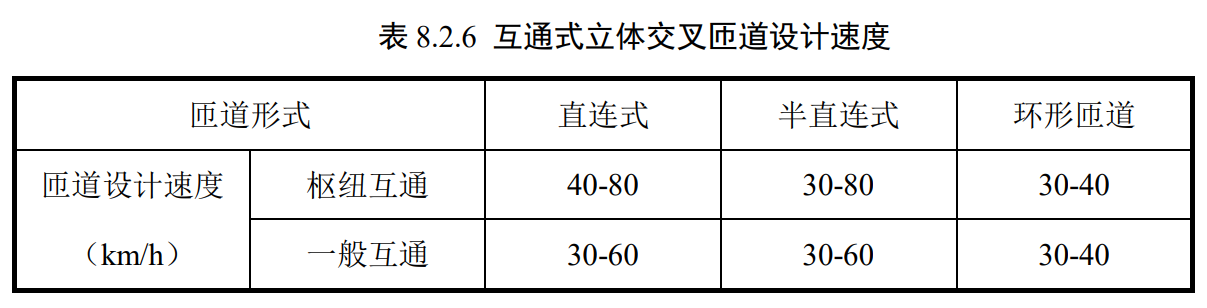 表 8.2.6 互通式立体交叉匝道设计速度
匝道形式 直连式 半直连式 环形匝道
匝道设计速度（km/h） 枢纽互通 40-80 30-80 30-40
一般互通 30-60 30-60 30-40